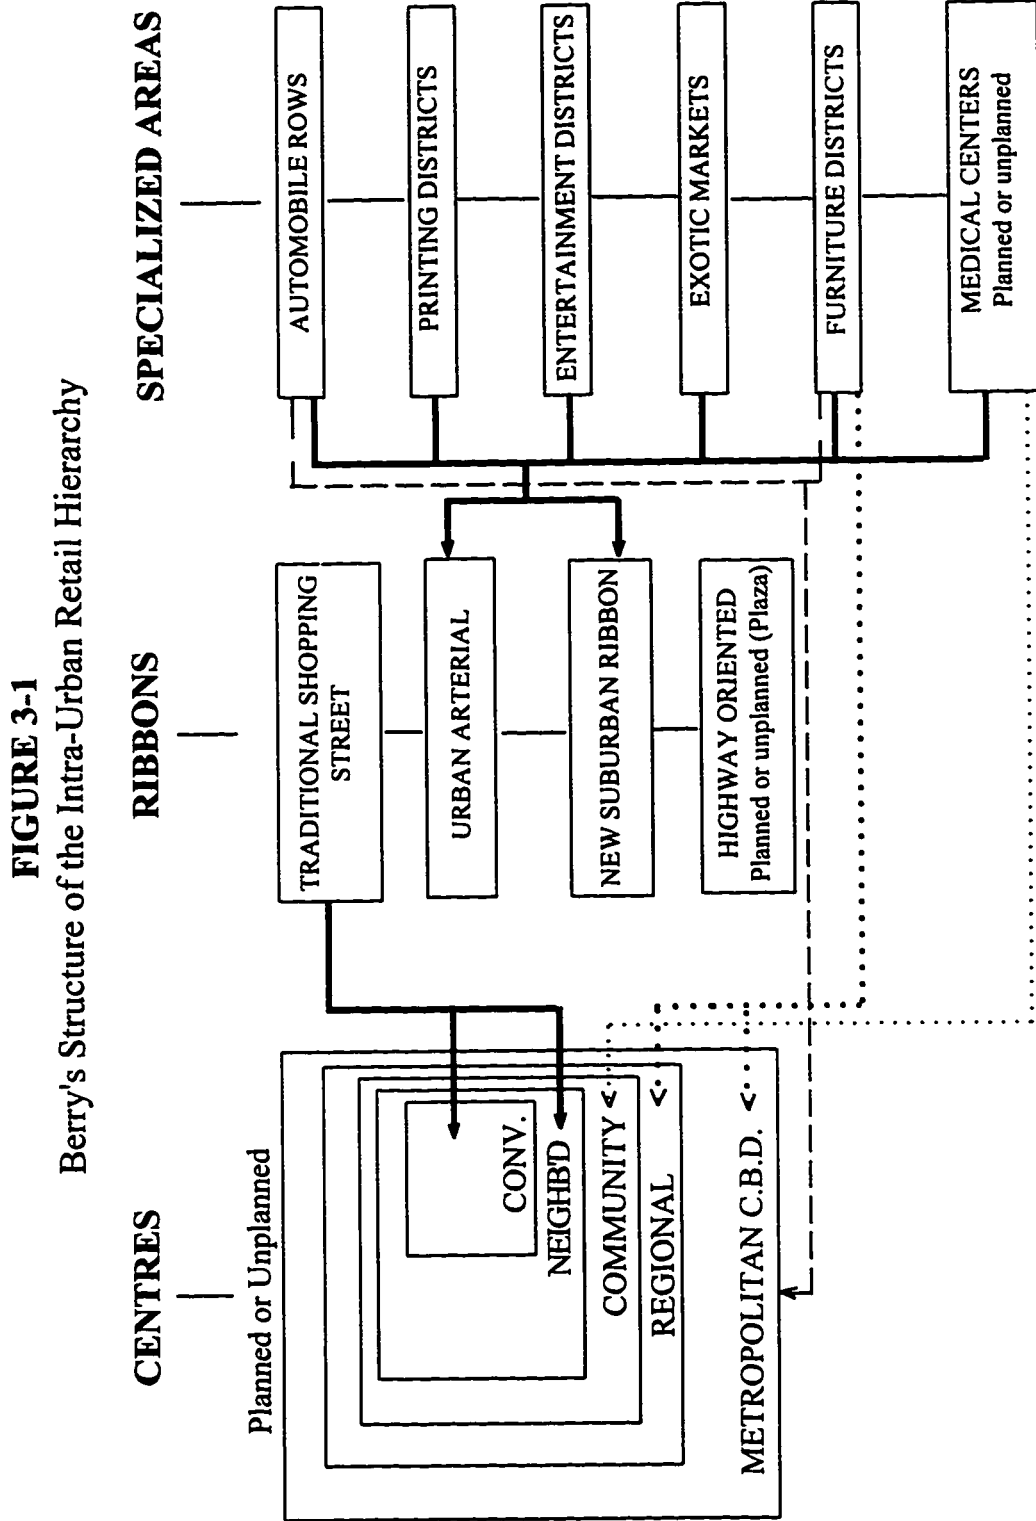 FIGURE 3-1
Berry's Structure of the Intra-Urban Retail Hierarchy
CENTRES
Planned or Unplanned
CONV.
NEIGHB'D
COMMUNITY
REGIONAL
METROPOLITAN C.B.D.
RIBBONS
TRADITIONAL SHOPPING
STREET
URBAN ARTERIAL
NEW SUBURBAN RIBBON
HIGHWAY ORIENTED
Planned or unplanned (Plaza)
SPECIALIZED AREAS
AUTOMOBILE ROWS
PRINTING DISTRICTS
ENTERTAINMENT DISTRICTS
EXOTIC MARKETS
FURNITURE DISTRICTS
MEDICAL CENTERS
Planned or unplanned